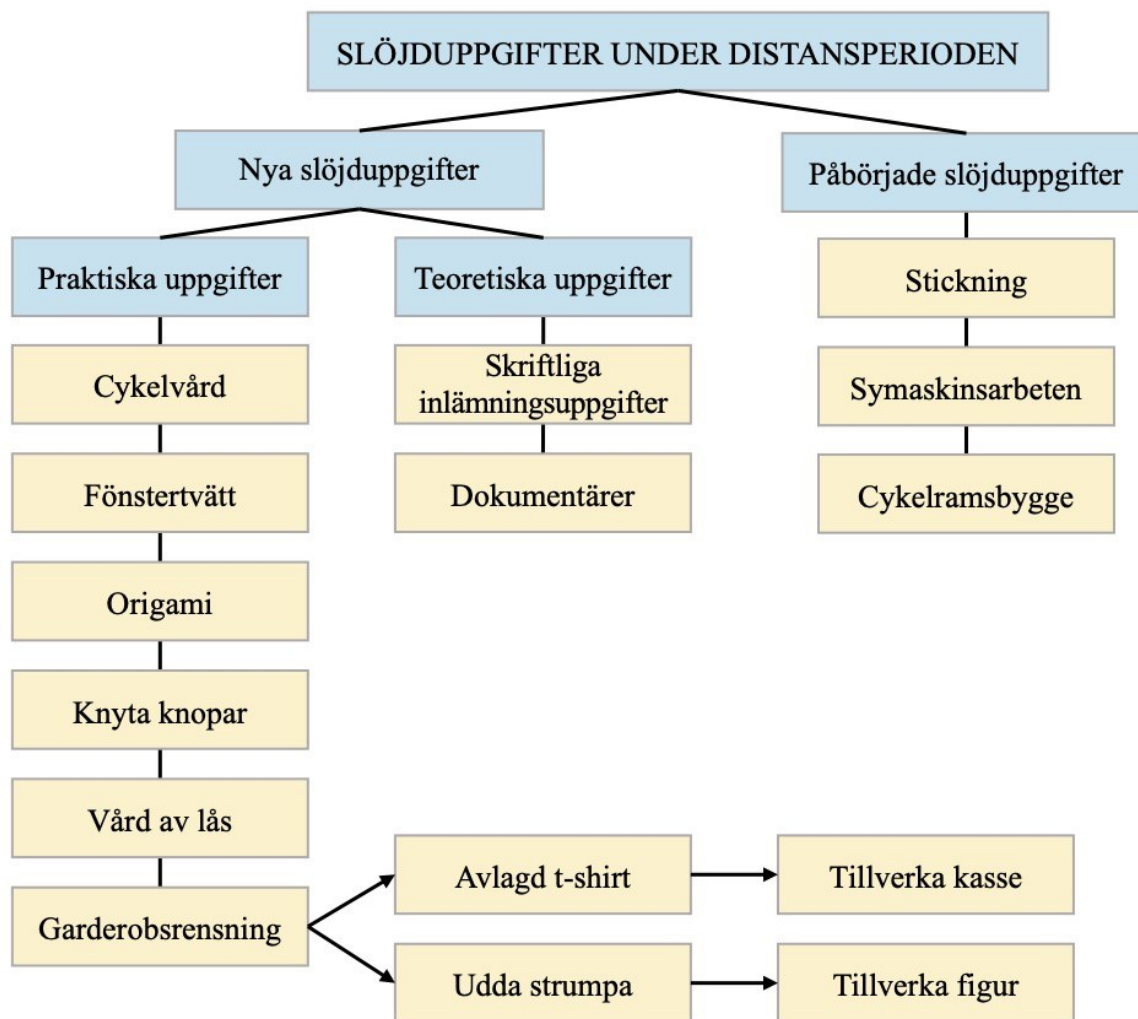 SLÖJDUPPGIFTER UNDER DISTANSPERIODEN
Nya slöjduppgifter
Påbörjade slöjduppgifter
Praktiska uppgifter
Teoretiska uppgifter
Stickning
Cykelvård
Skriftliga
inlämningsuppgifter
Symaskinsarbeten
Fönstertvätt
Dokumentärer
Cykelramsbygge
Origami
Knyta knopar
Vård av lås
Garderobsrensning
Avlagd t-shirt
Tillverka kasse
Udda strumpa
Tillverka figur